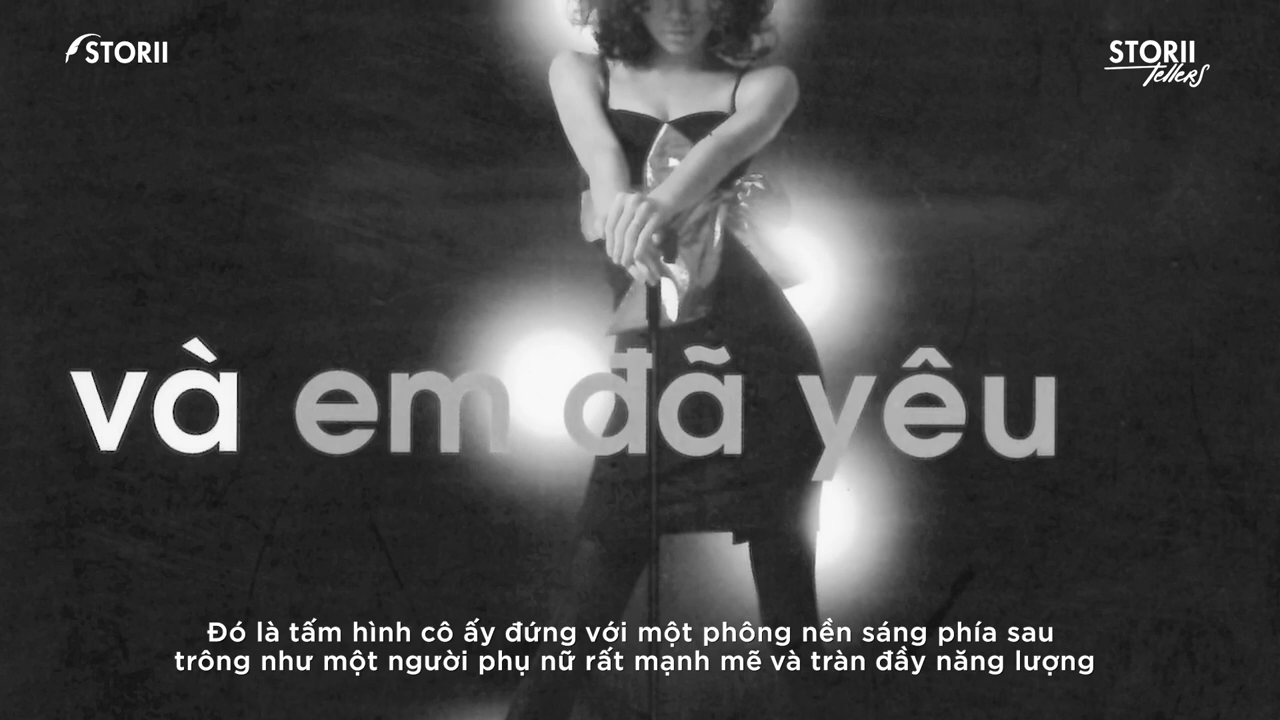 STORII
STORII
Tellers
và em đã yêu
Đó là tấm hình cô ấy đứng với một phông nền sáng phía sau
trông như một người phụ nữ rất mạnh mẽ và tràn đầy năng lượng